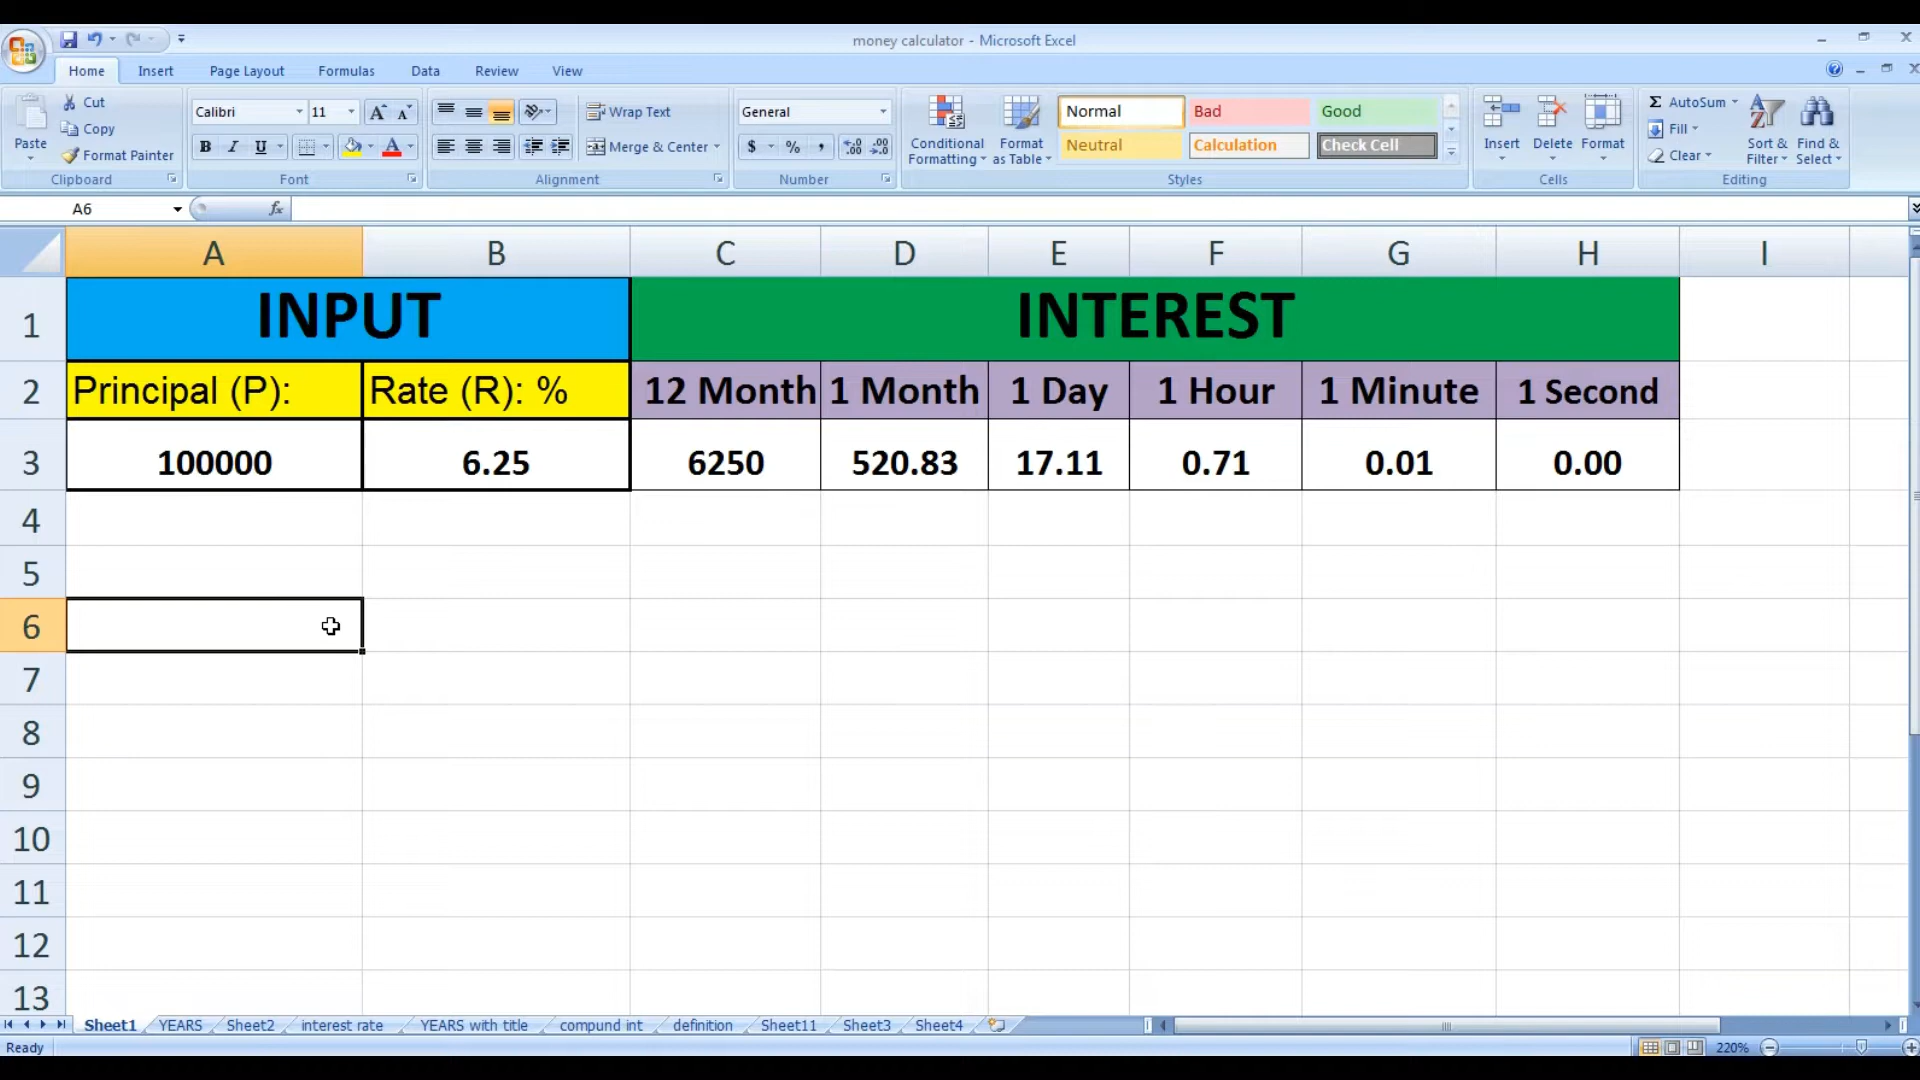 money calculator - Microsoft Excel
Home Insert Page Layout Formulas Data Review View
Cut
Copy
Format Painter
Paste
Clipboard
Calibri 11
B I U
Font
Wrap Text
Merge & Center
Alignment
General
$ % ,
Number
Conditional Formatting
Format as Table
Normal Bad Good
Neutral Calculation Check Cell
Styles
Insert Delete Format
Cells
Σ AutoSum
Fill
Clear
Sort & Filter
Find & Select
Editing
A6 fx
A B C D E F G H I
1 INPUT INTEREST
2 Principal (P): Rate (R): % 12 Month 1 Month 1 Day 1 Hour 1 Minute 1 Second
3 100000 6.25 6250 520.83 17.11 0.71 0.01 0.00
4
5
6
7
8
9
10
11
12
13
Sheet1 YEARS Sheet2 interest rate YEARS with title compund int definition Sheet11 Sheet3 Sheet4
Ready 220%